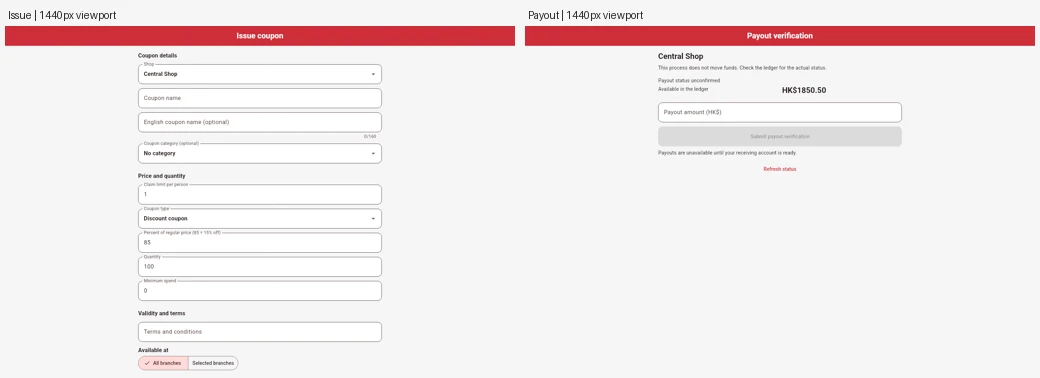 Issue | 1440px viewport
Issue coupon
Coupon details
Shop
Central Shop
Coupon name
English coupon name (optional)
0/160
Coupon category (optional)
No category
Price and quantity
Claim limit per person
1
Coupon type
Discount coupon
Percent of regular price (85 = 15% off)
85
Quantity
100
Minimum spend
0
Validity and terms
Terms and conditions
Available at
All branches
Selected branches
Payout | 1440px viewport
Payout verification
Central Shop
This process does not move funds. Check the ledger for the actual status.
Payout status unconfirmed
Available in the ledger
HK$1850.50
Payout amount (HK$)
Submit payout verification
Payouts are unavailable until your receiving account is ready.
Refresh status